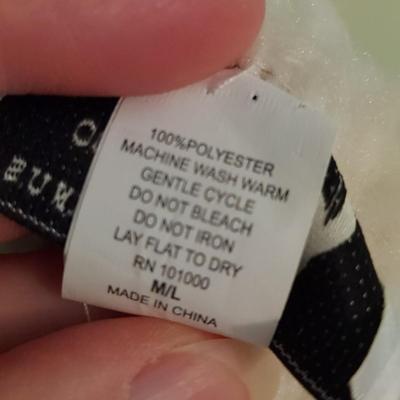 100%POLYESTER
MACHINE WASH WARM
GENTLE CYCLE
DO NOT BLEACH
DO NOT IRON
LAY FLAT TO DRY
RN 101000
M/L
MADE IN CHINA